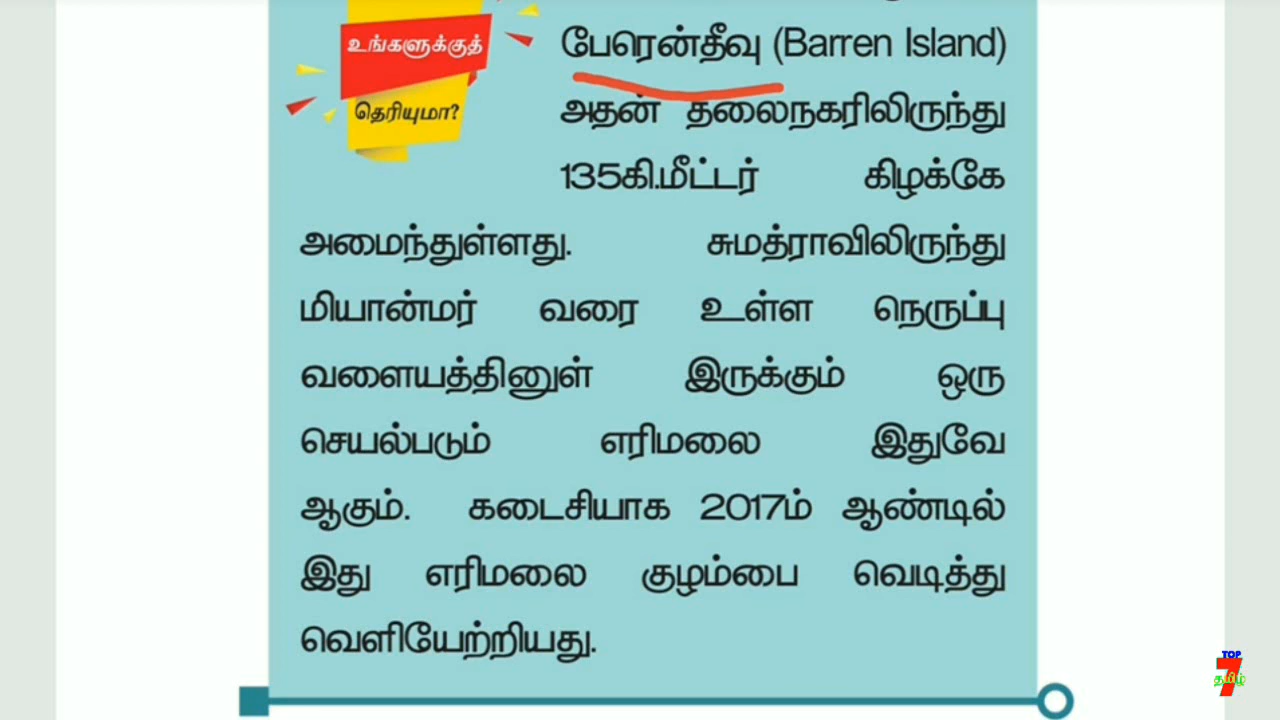 உங்களுக்குத்
தெரியுமா?
பேரென்தீவு (Barren Island)
அதன் தலைநகரிலிருந்து
135கி.மீட்டர் கிழக்கே
அமைந்துள்ளது. சுமத்ராவிலிருந்து
மியான்மர் வரை உள்ள நெருப்பு
வளையத்தினுள் இருக்கும் ஒரு
செயல்படும் எரிமலை இதுவே
ஆகும். கடைசியாக 2017ம் ஆண்டில்
இது எரிமலை குழம்பை வெடித்து
வெளியேற்றியது.
TOP
7
தமிழ்